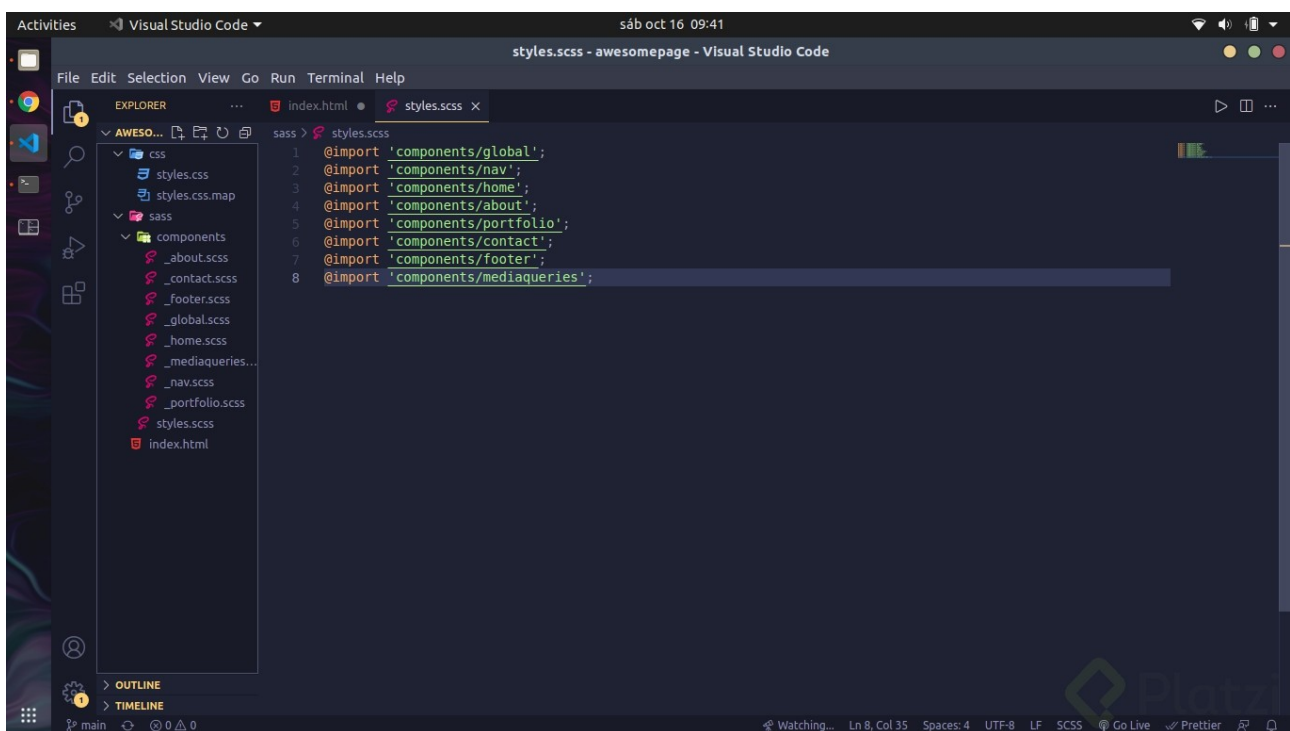 Activities Visual Studio Code sáb oct 16 09:41
styles.scss - awesomepage - Visual Studio Code
File Edit Selection View Go Run Terminal Help
EXPLORER ... index.html styles.scss
AWESO... sass > styles.scss
css
styles.css
styles.css.map
sass
components
_about.scss
_contact.scss
_footer.scss
_global.scss
_home.scss
_mediaqueries...
_nav.scss
_portfolio.scss
styles.scss
index.html
1 @import 'components/global';
2 @import 'components/nav';
3 @import 'components/home';
4 @import 'components/about';
5 @import 'components/portfolio';
6 @import 'components/contact';
7 @import 'components/footer';
8 @import 'components/mediaqueries';
1
1
OUTLINE
TIMELINE
Platzi
main 0 0 Watching... Ln 8, Col 35 Spaces: 4 UTF-8 LF SCSS Go Live Prettier